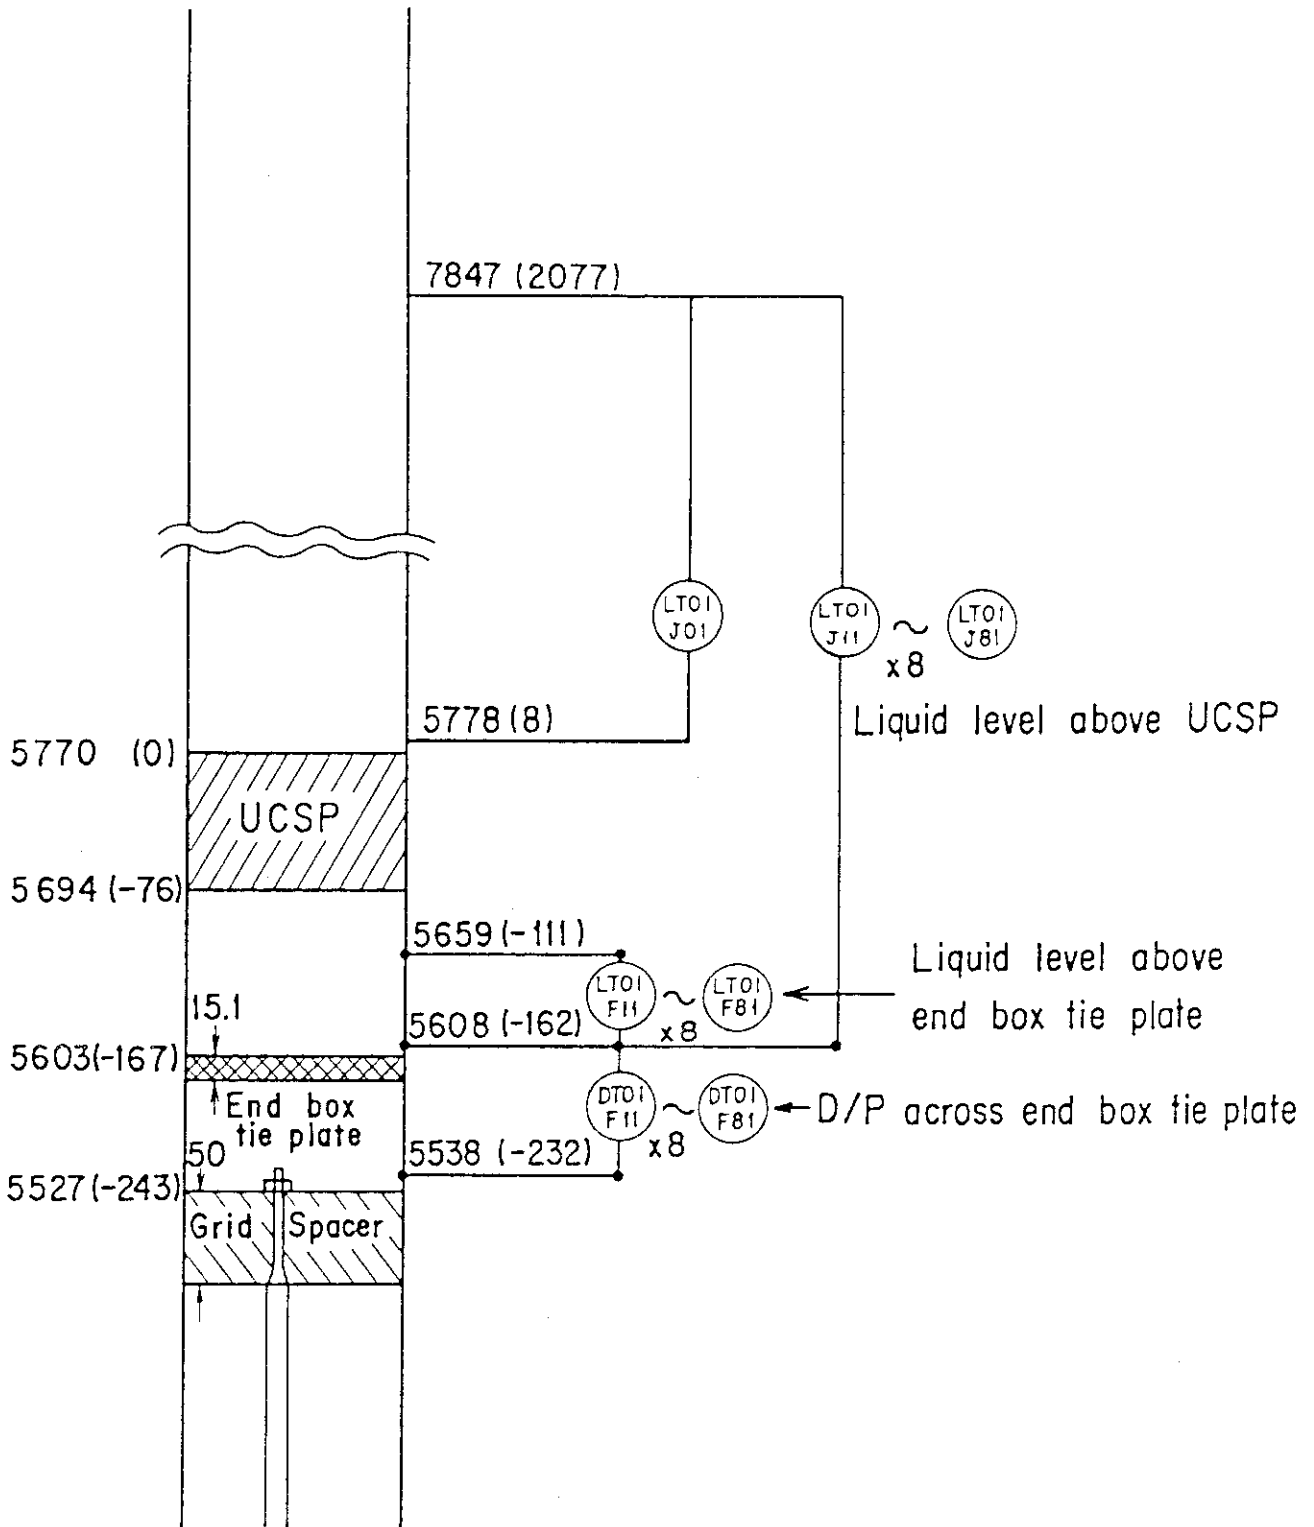 7847 (2077)
LT01
J01
LT01
J11
~
x8
LT01
J81
5778 (8)
Liquid level above UCSP
5770 (0)
UCSP
5694 (-76)
5659 (-111)
LT01
F11
~
x8
LT01
F81
Liquid level above
end box tie plate
15.1
5608 (-162)
5603 (-167)
End box
tie plate
DT01
F11
~
x8
DT01
F81
D/P across end box tie plate
50
5538 (-232)
5527 (-243)
Grid Spacer